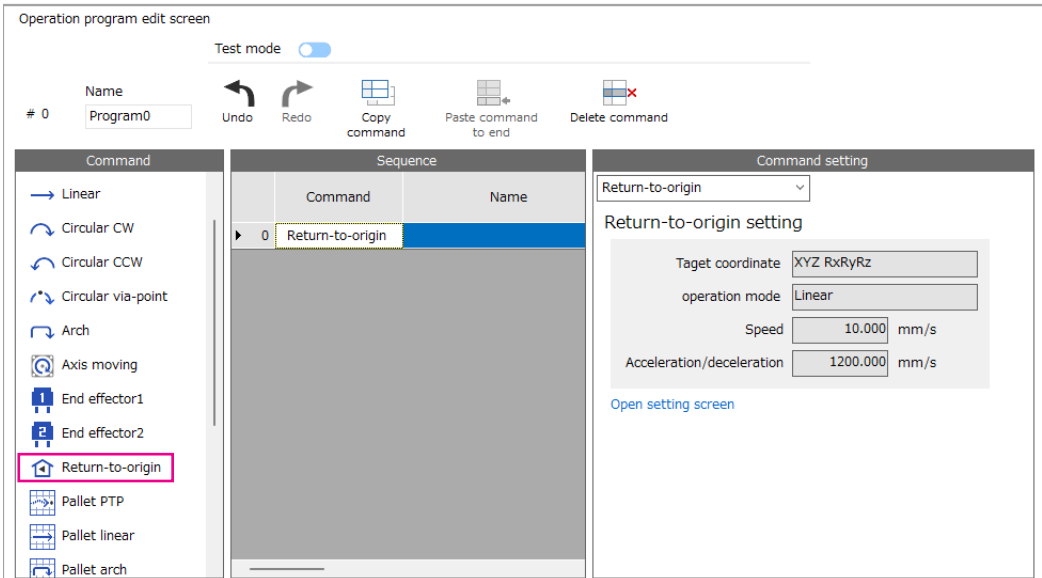 Operation program edit screen
Test mode
Name
# 0
Program0
Undo
Redo
Copy
command
Paste command
to end
Delete command
Command
Linear
Circular CW
Circular CCW
Circular via-point
Arch
Axis moving
1
End effector1
2
End effector2
Return-to-origin
Pallet PTP
Pallet linear
Pallet arch
Sequence
Command
Name
0
Return-to-origin
Command setting
Return-to-origin
Return-to-origin setting
Taget coordinate
XYZ RxRyRz
operation mode
Linear
Speed
10.000
mm/s
Acceleration/deceleration
1200.000
mm/s
Open setting screen